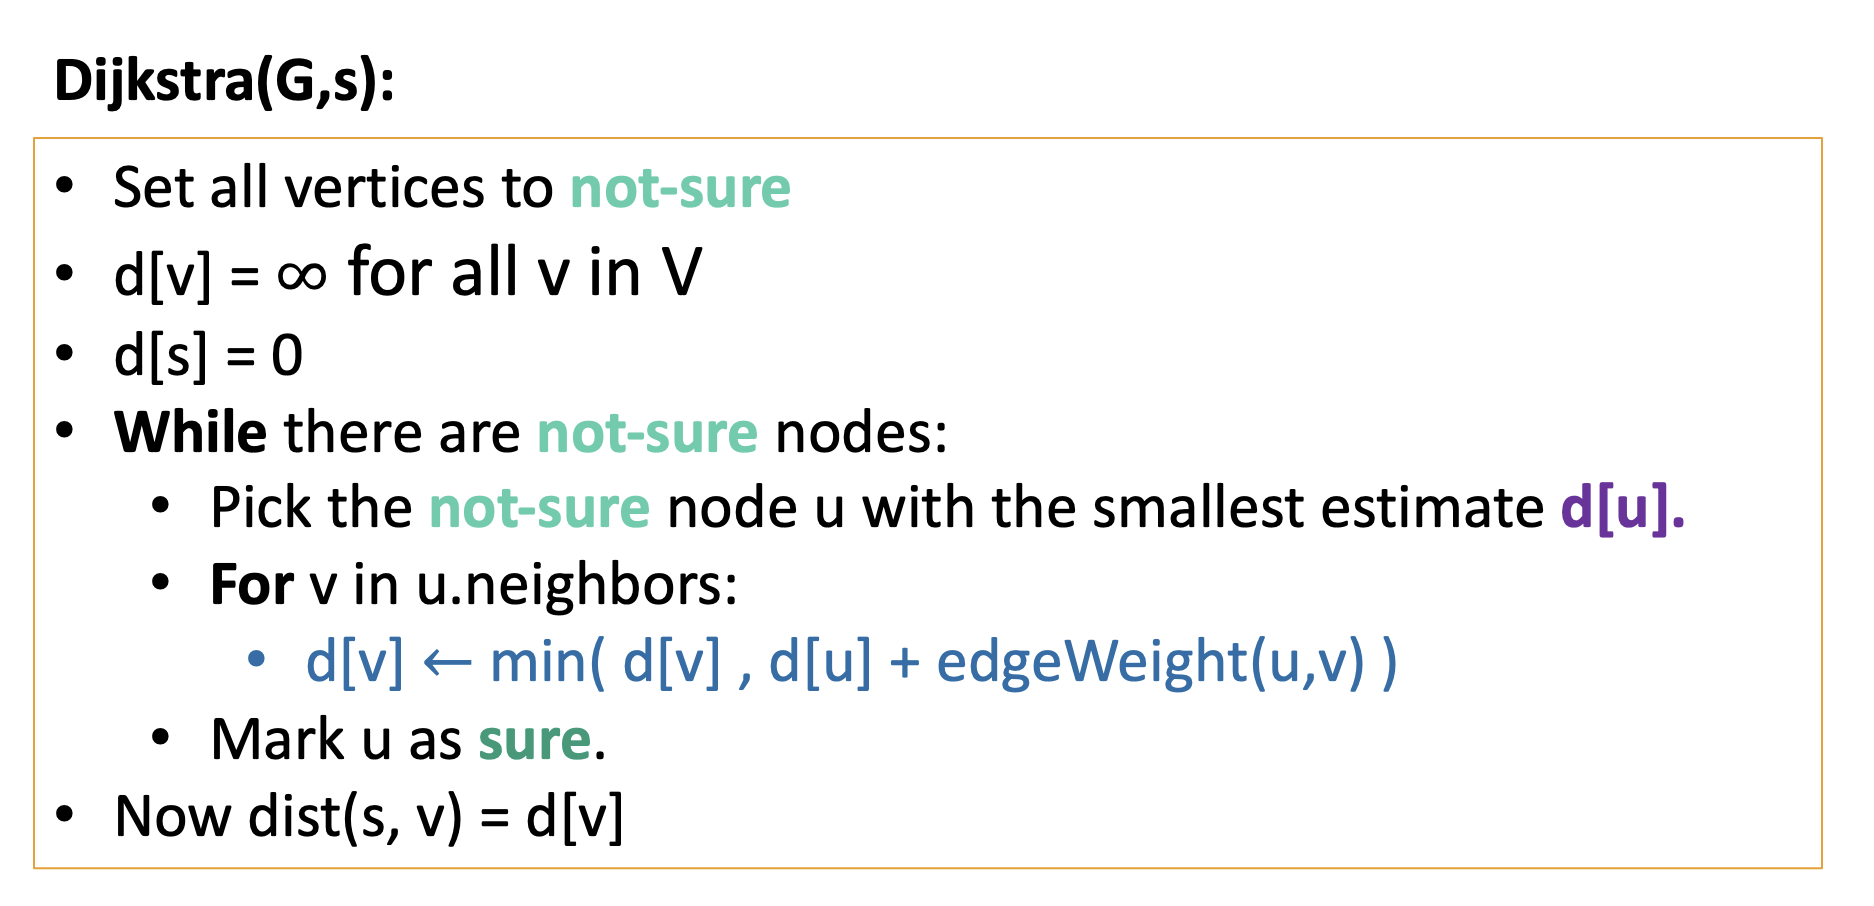 Dijkstra(G,s):
• Set all vertices to not-sure
• d[v] = ∞ for all v in V
• d[s] = 0
• While there are not-sure nodes:
• Pick the not-sure node u with the smallest estimate d[u].
• For v in u.neighbors:
• d[v] ← min( d[v] , d[u] + edgeWeight(u,v) )
• Mark u as sure.
• Now dist(s, v) = d[v]